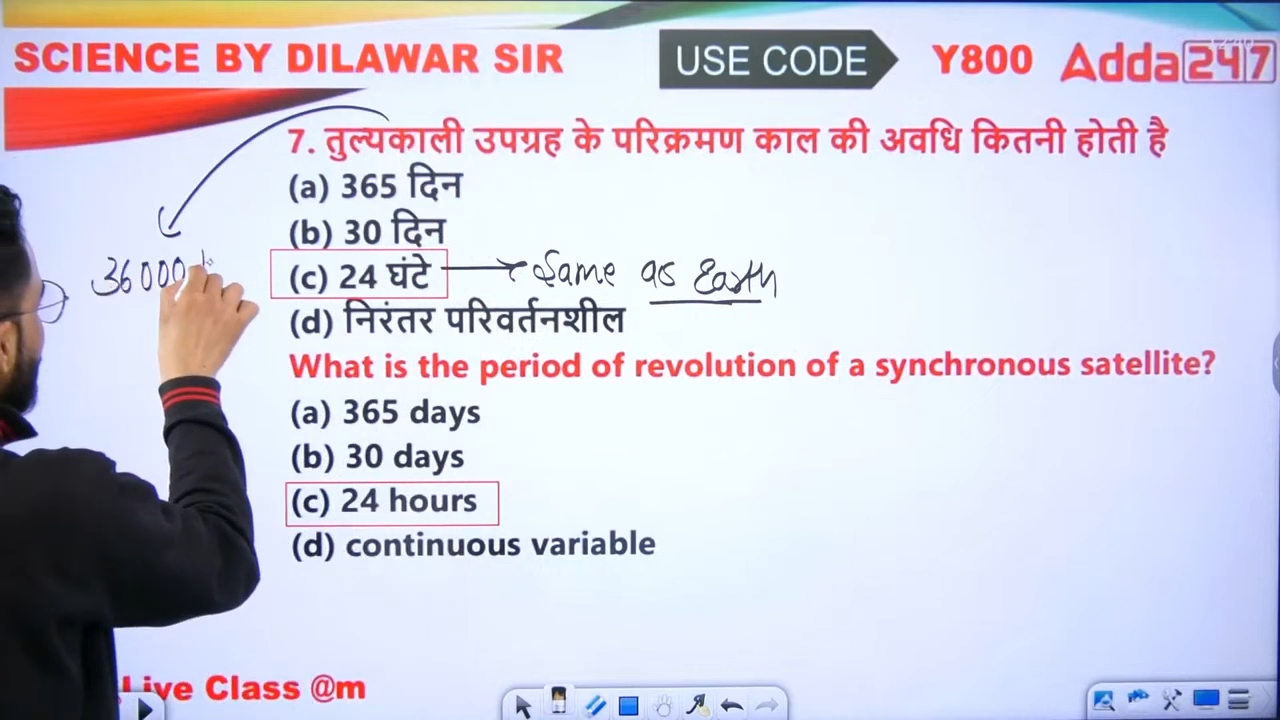 SCIENCE BY DILAWAR SIR USE CODE Y800 Adda 247
7. तुल्यकाली उपग्रह के परिक्रमण काल की अवधि कितनी होती है
(a) 365 दिन
(b) 30 दिन
36000
(c) 24 घंटे Same as Earth
(d) निरंतर परिवर्तनशील
What is the period of revolution of a synchronous satellite?
(a) 365 days
(b) 30 days
(c) 24 hours
(d) continuous variable
Live Class @m